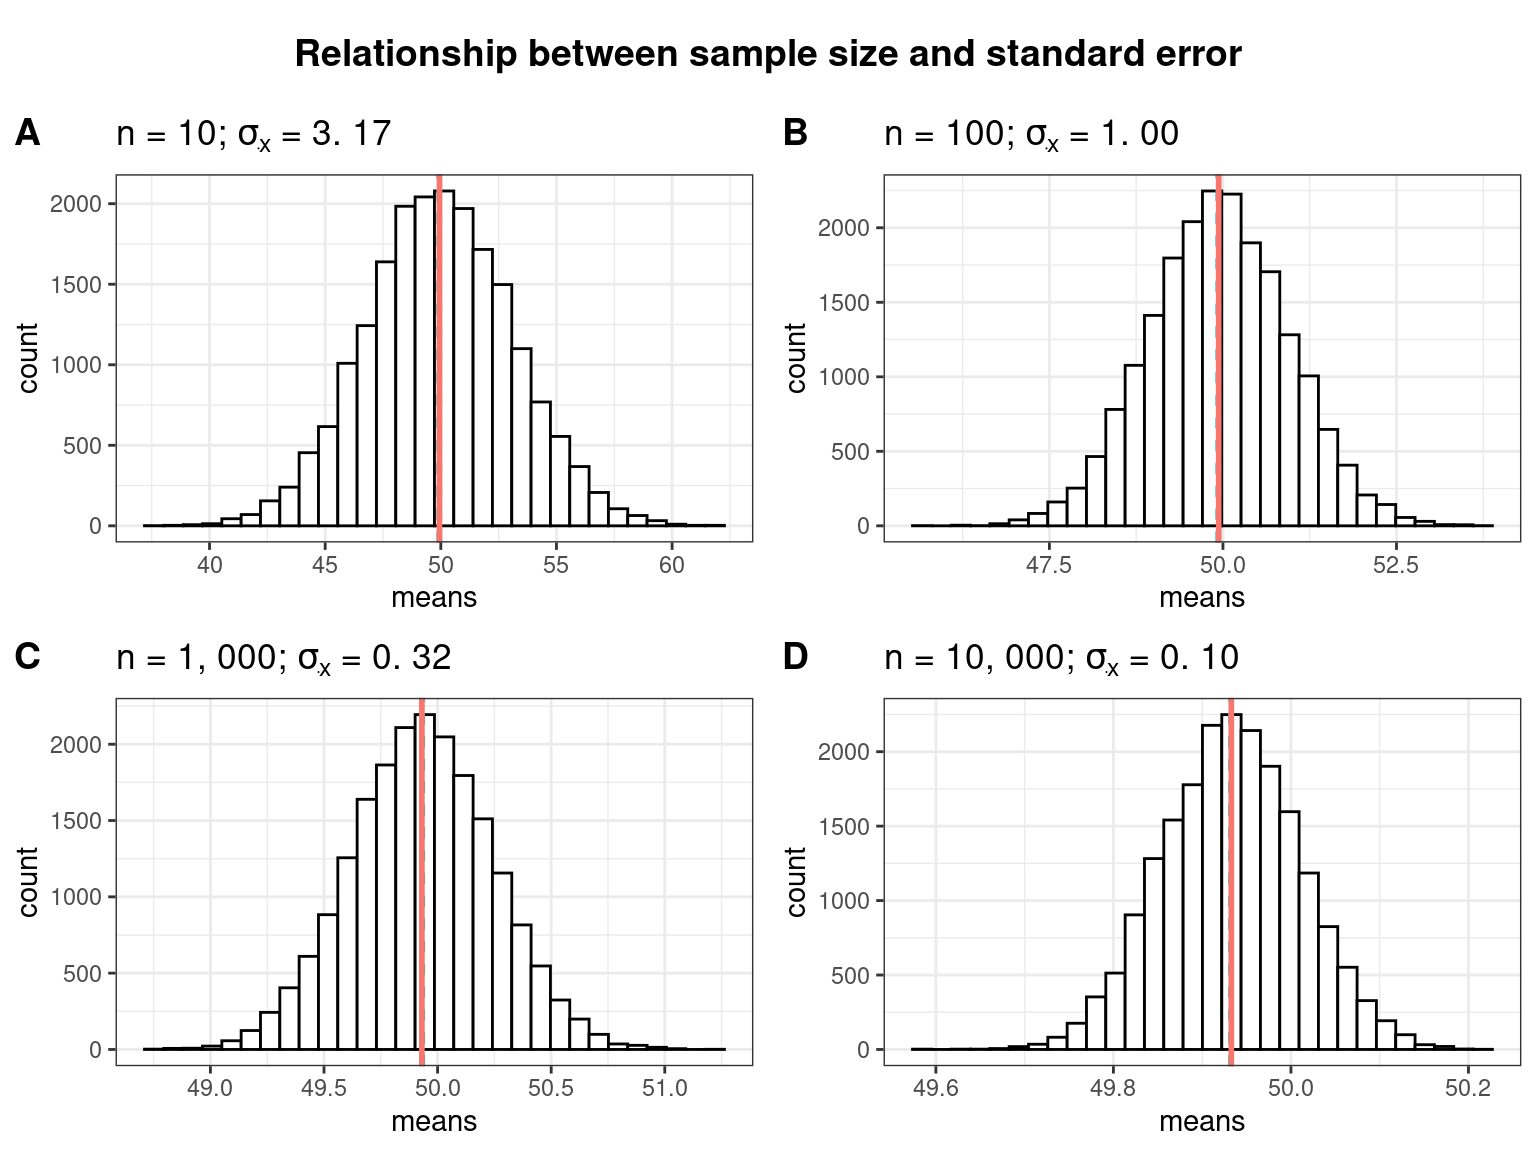 Relationship between sample size and standard error
A
n = 10; σx = 3. 17
2000
1500
1000
500
0
count
40 45 50 55 60
means
B
n = 100; σx = 1. 00
2000
1500
1000
500
0
count
47.5 50.0 52.5
means
C
n = 1, 000; σx = 0. 32
2000
1500
1000
500
0
count
49.0 49.5 50.0 50.5 51.0
means
D
n = 10, 000; σx = 0. 10
2000
1500
1000
500
0
count
49.6 49.8 50.0 50.2
means